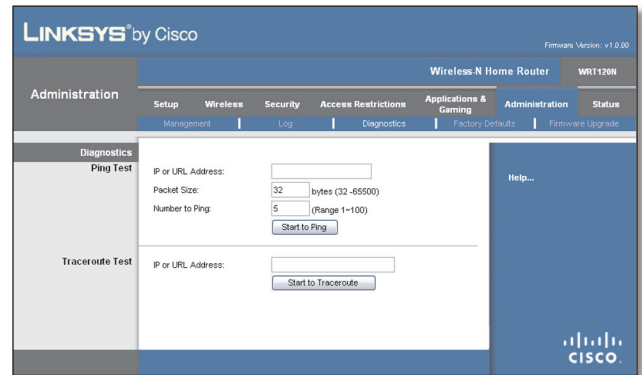 LINKSYS® by Cisco
Firmware Version: v1.0.00
Wireless-N Home Router WRT120N
Administration
Setup Wireless Security Access Restrictions Applications & Gaming Administration Status
Management Log Diagnostics Factory Defaults Firmware Upgrade
Diagnostics
Ping Test
IP or URL Address:
Packet Size: 32 bytes (32 -65500)
Number to Ping: 5 (Range 1~100)
Start to Ping
Help...
Traceroute Test
IP or URL Address:
Start to Traceroute
CISCO.